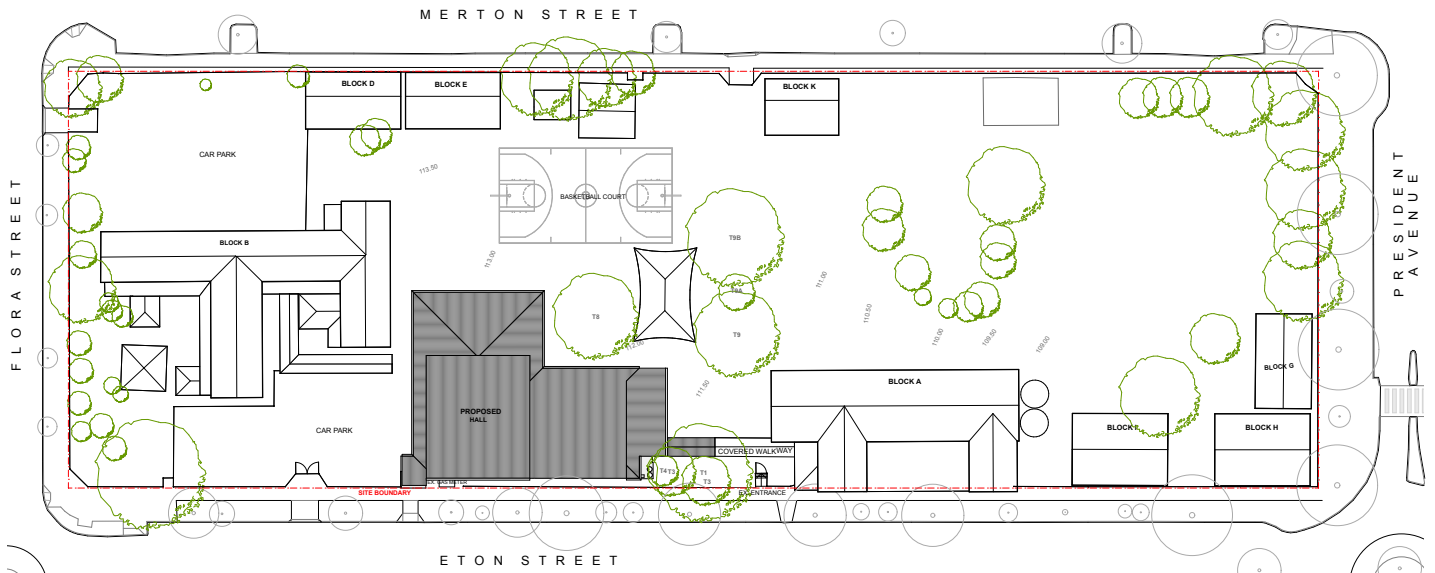 MERTON STREET
BLOCK D
BLOCK E
BLOCK K
CAR PARK
113.50
BASKETBALL COURT
FLORA STREET
PRESIDENT
AVENUE
BLOCK B
T9B
113.00
111.00
T9A
110.50
T8
T9
112.00
110.00
109.50
109.00
BLOCK G
BLOCK A
111.50
PROPOSED
HALL
CAR PARK
BLOCK H
COVERED WALKWAY
T4
T3
T1
T3
EX. GAS METER
SITE BOUNDARY
EX ENTRANCE
ETON STREET